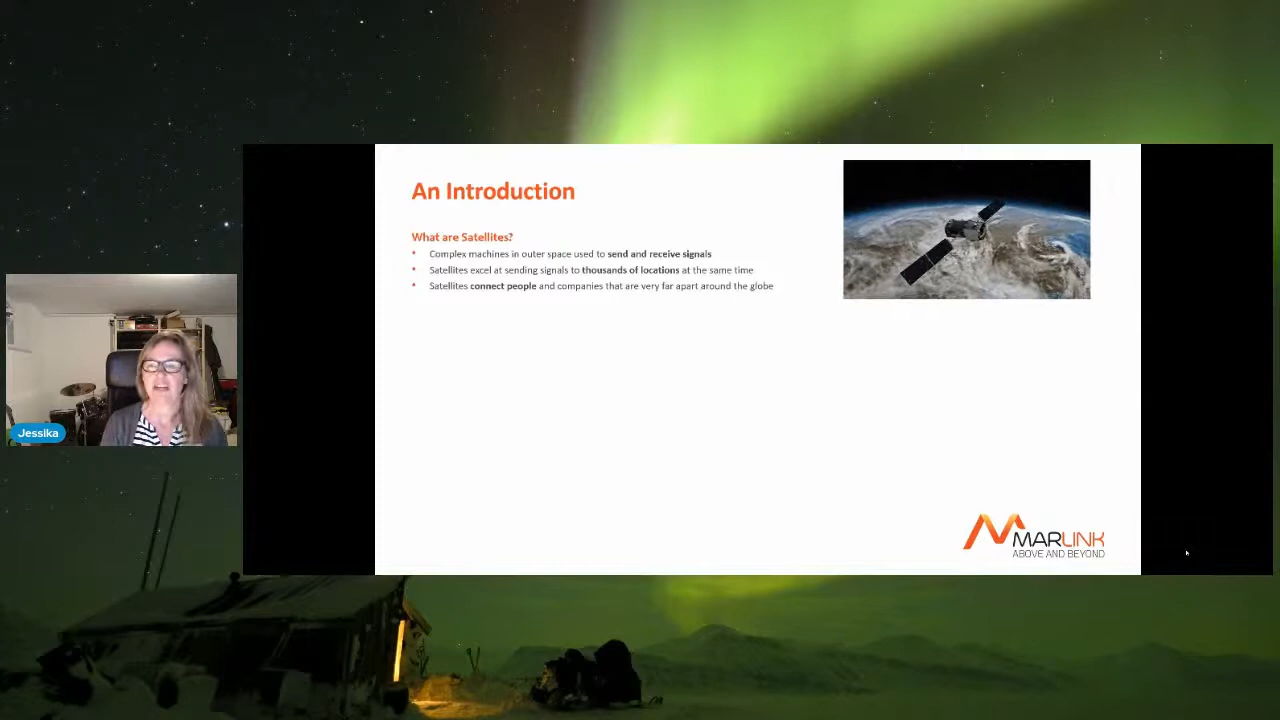 An Introduction
What are Satellites?
• Complex machines in outer space used to send and receive signals
• Satellites excel at sending signals to thousands of locations at the same time
• Satellites connect people and companies that are very far apart around the globe
Jessika
MARLINK
ABOVE AND BEYOND